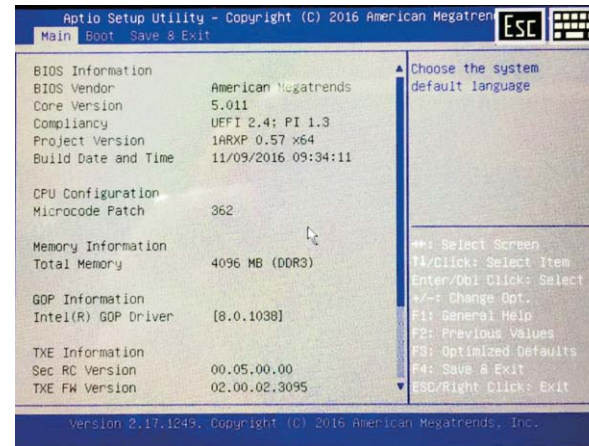 Aptio Setup Utility - Copyright (C) 2016 American Megatren
Esc
Main Boot Save & Exit
BIOS Information
BIOS Vendor American Megatrends
Core Version 5.011
Compliancy UEFI 2.4; PI 1.3
Project Version 1ARXP 0.57 x64
Build Date and Time 11/09/2016 09:34:11
CPU Configuration
Microcode Patch 362
Memory Information
Total Memory 4096 MB (DDR3)
GOP Information
Intel(R) GOP Driver [8.0.1038]
TXE Information
Sec RC Version 00.05.00.00
TXE FW Version 02.00.02.3095
Choose the system
default language
→←: Select Screen
↑↓/Click: Select Item
Enter/Dbl Click: Select
+/-: Change Opt.
F1: General Help
F2: Previous Values
F3: Optimized Defaults
F4: Save & Exit
ESC/Right Click: Exit
Version 2.17.1249. Copyright (C) 2016 American Megatrends, Inc.